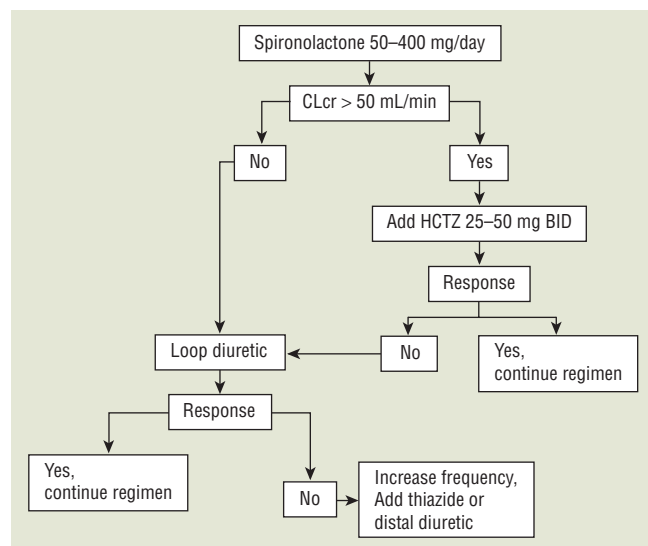 Spironolactone 50–400 mg/day
CLcr > 50 mL/min
No
Yes
Add HCTZ 25–50 mg BID
Response
Loop diuretic
No
Yes,
continue regimen
Response
Yes,
continue regimen
No
Increase frequency,
Add thiazide or
distal diuretic